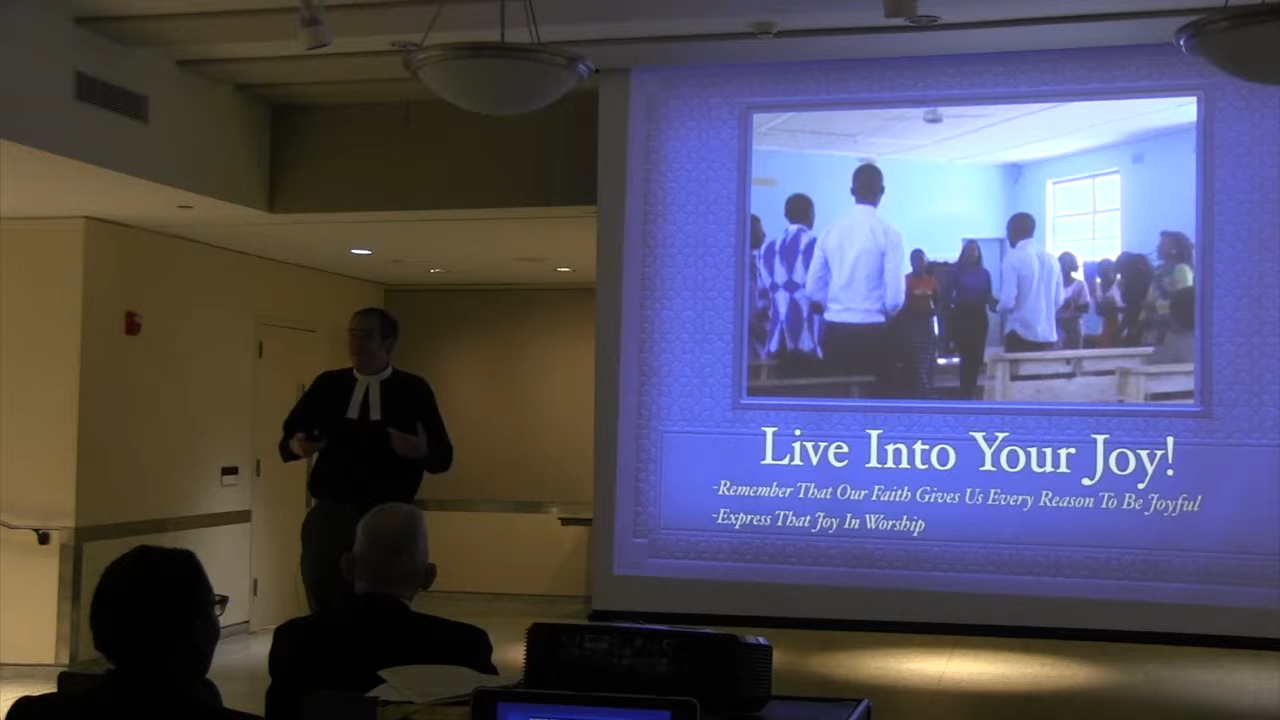 Live Into Your Joy!
-Remember That Our Faith Gives Us Every Reason To Be Joyful
-Express That Joy In Worship